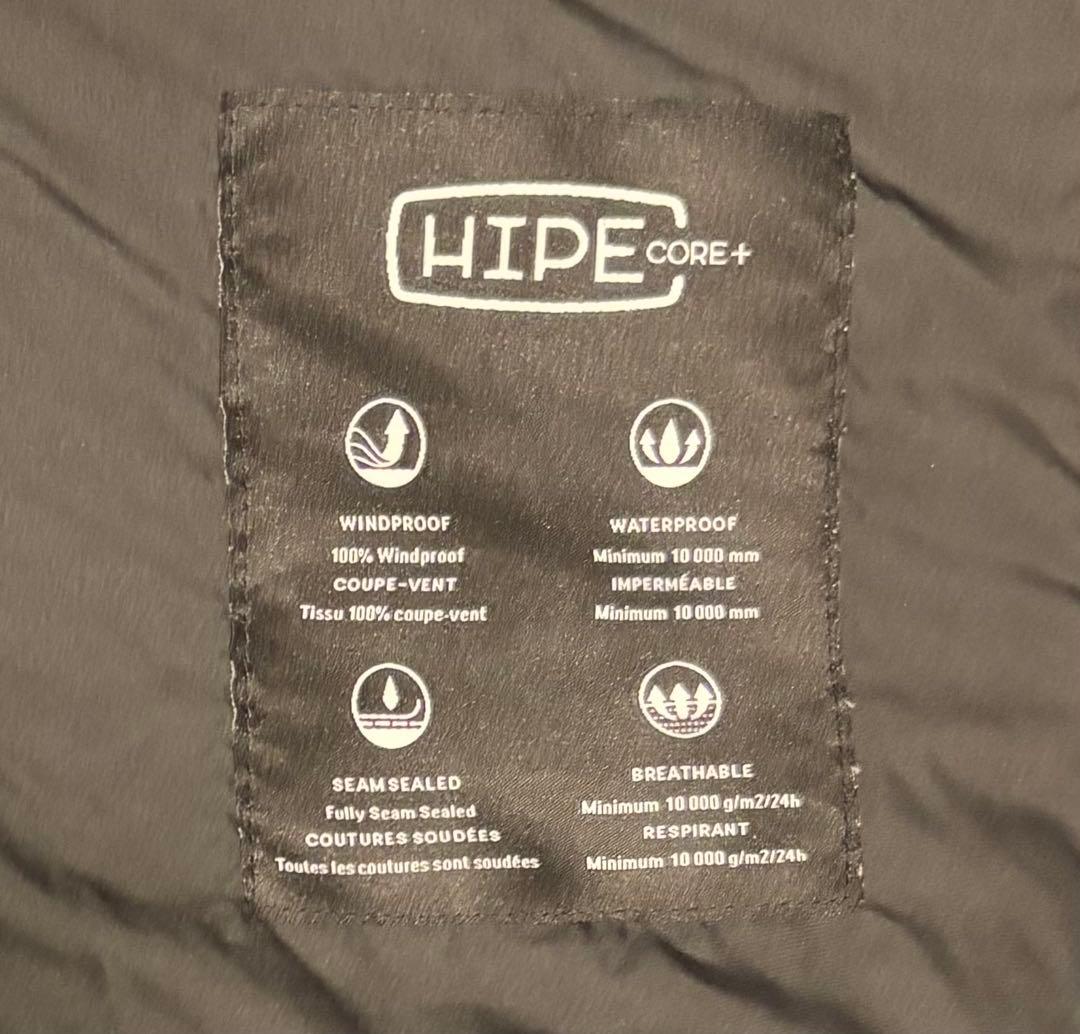 HIPE CORE+
WINDPROOF
100% Windproof
COUPE-VENT
Tissu 100% coupe-vent
WATERPROOF
Minimum 10 000 mm
IMPERMÉABLE
Minimum 10 000 mm
SEAM SEALED
Fully Seam Sealed
COUTURES SOUDÉES
Toutes les coutures sont soudées
BREATHABLE
Minimum 10 000 g/m2/24h
RESPIRANT
Minimum 10 000 g/m2/24h